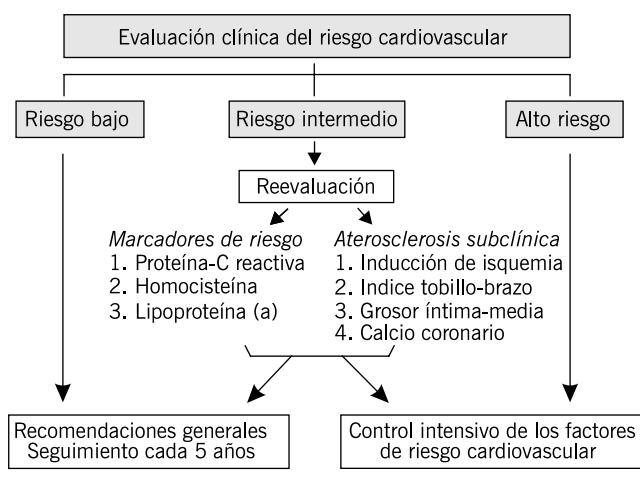 Evaluación clínica del riesgo cardiovascular
Riesgo bajo
Riesgo intermedio
Alto riesgo
Reevaluación
Marcadores de riesgo
1. Proteína-C reactiva
2. Homocisteína
3. Lipoproteína (a)
Aterosclerosis subclínica
1. Inducción de isquemia
2. Indice tobillo-brazo
3. Grosor íntima-media
4. Calcio coronario
Recomendaciones generales
Seguimiento cada 5 años
Control intensivo de los factores
de riesgo cardiovascular